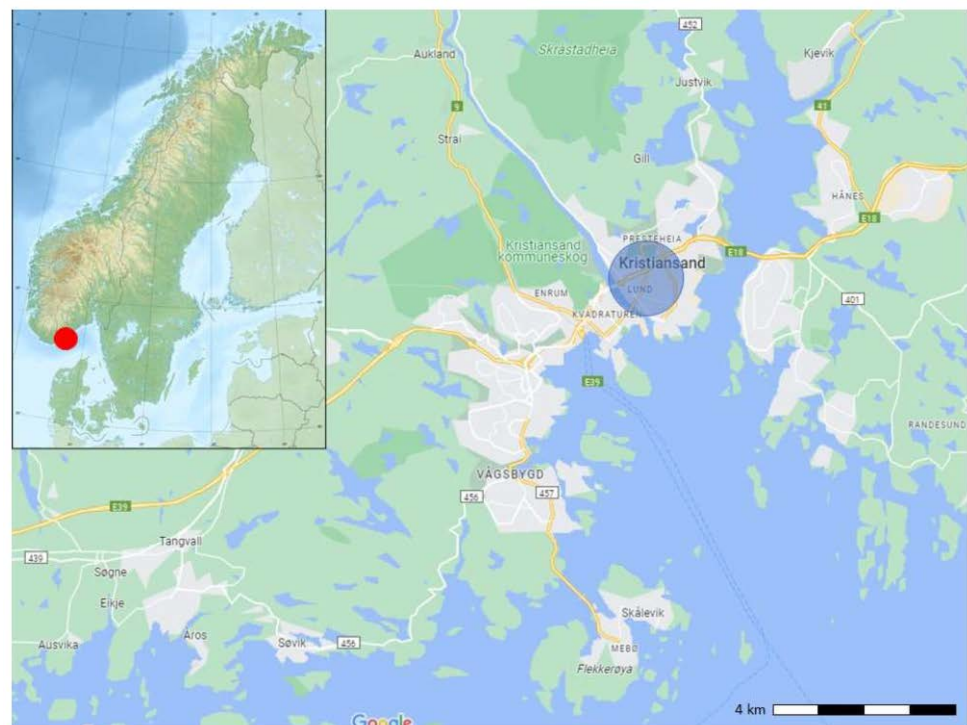 452
Aukland
Skråstadheia
Kjevik
Justvik
9
41
Strai
Gill
HÅNES
E18
PRESTEHEIA
Kristiansand
kommuneskog
Kristiansand
E18
LUND
ENRUM
401
KVADRATUREN
E39
RANDESUND
VÅGSBYGD
456
457
E39
Tangvall
439
Søgne
Eikje
Skålevik
Ausvika
Åros
Søvik
456
MEBØ
Flekkerøya
4 km
Google